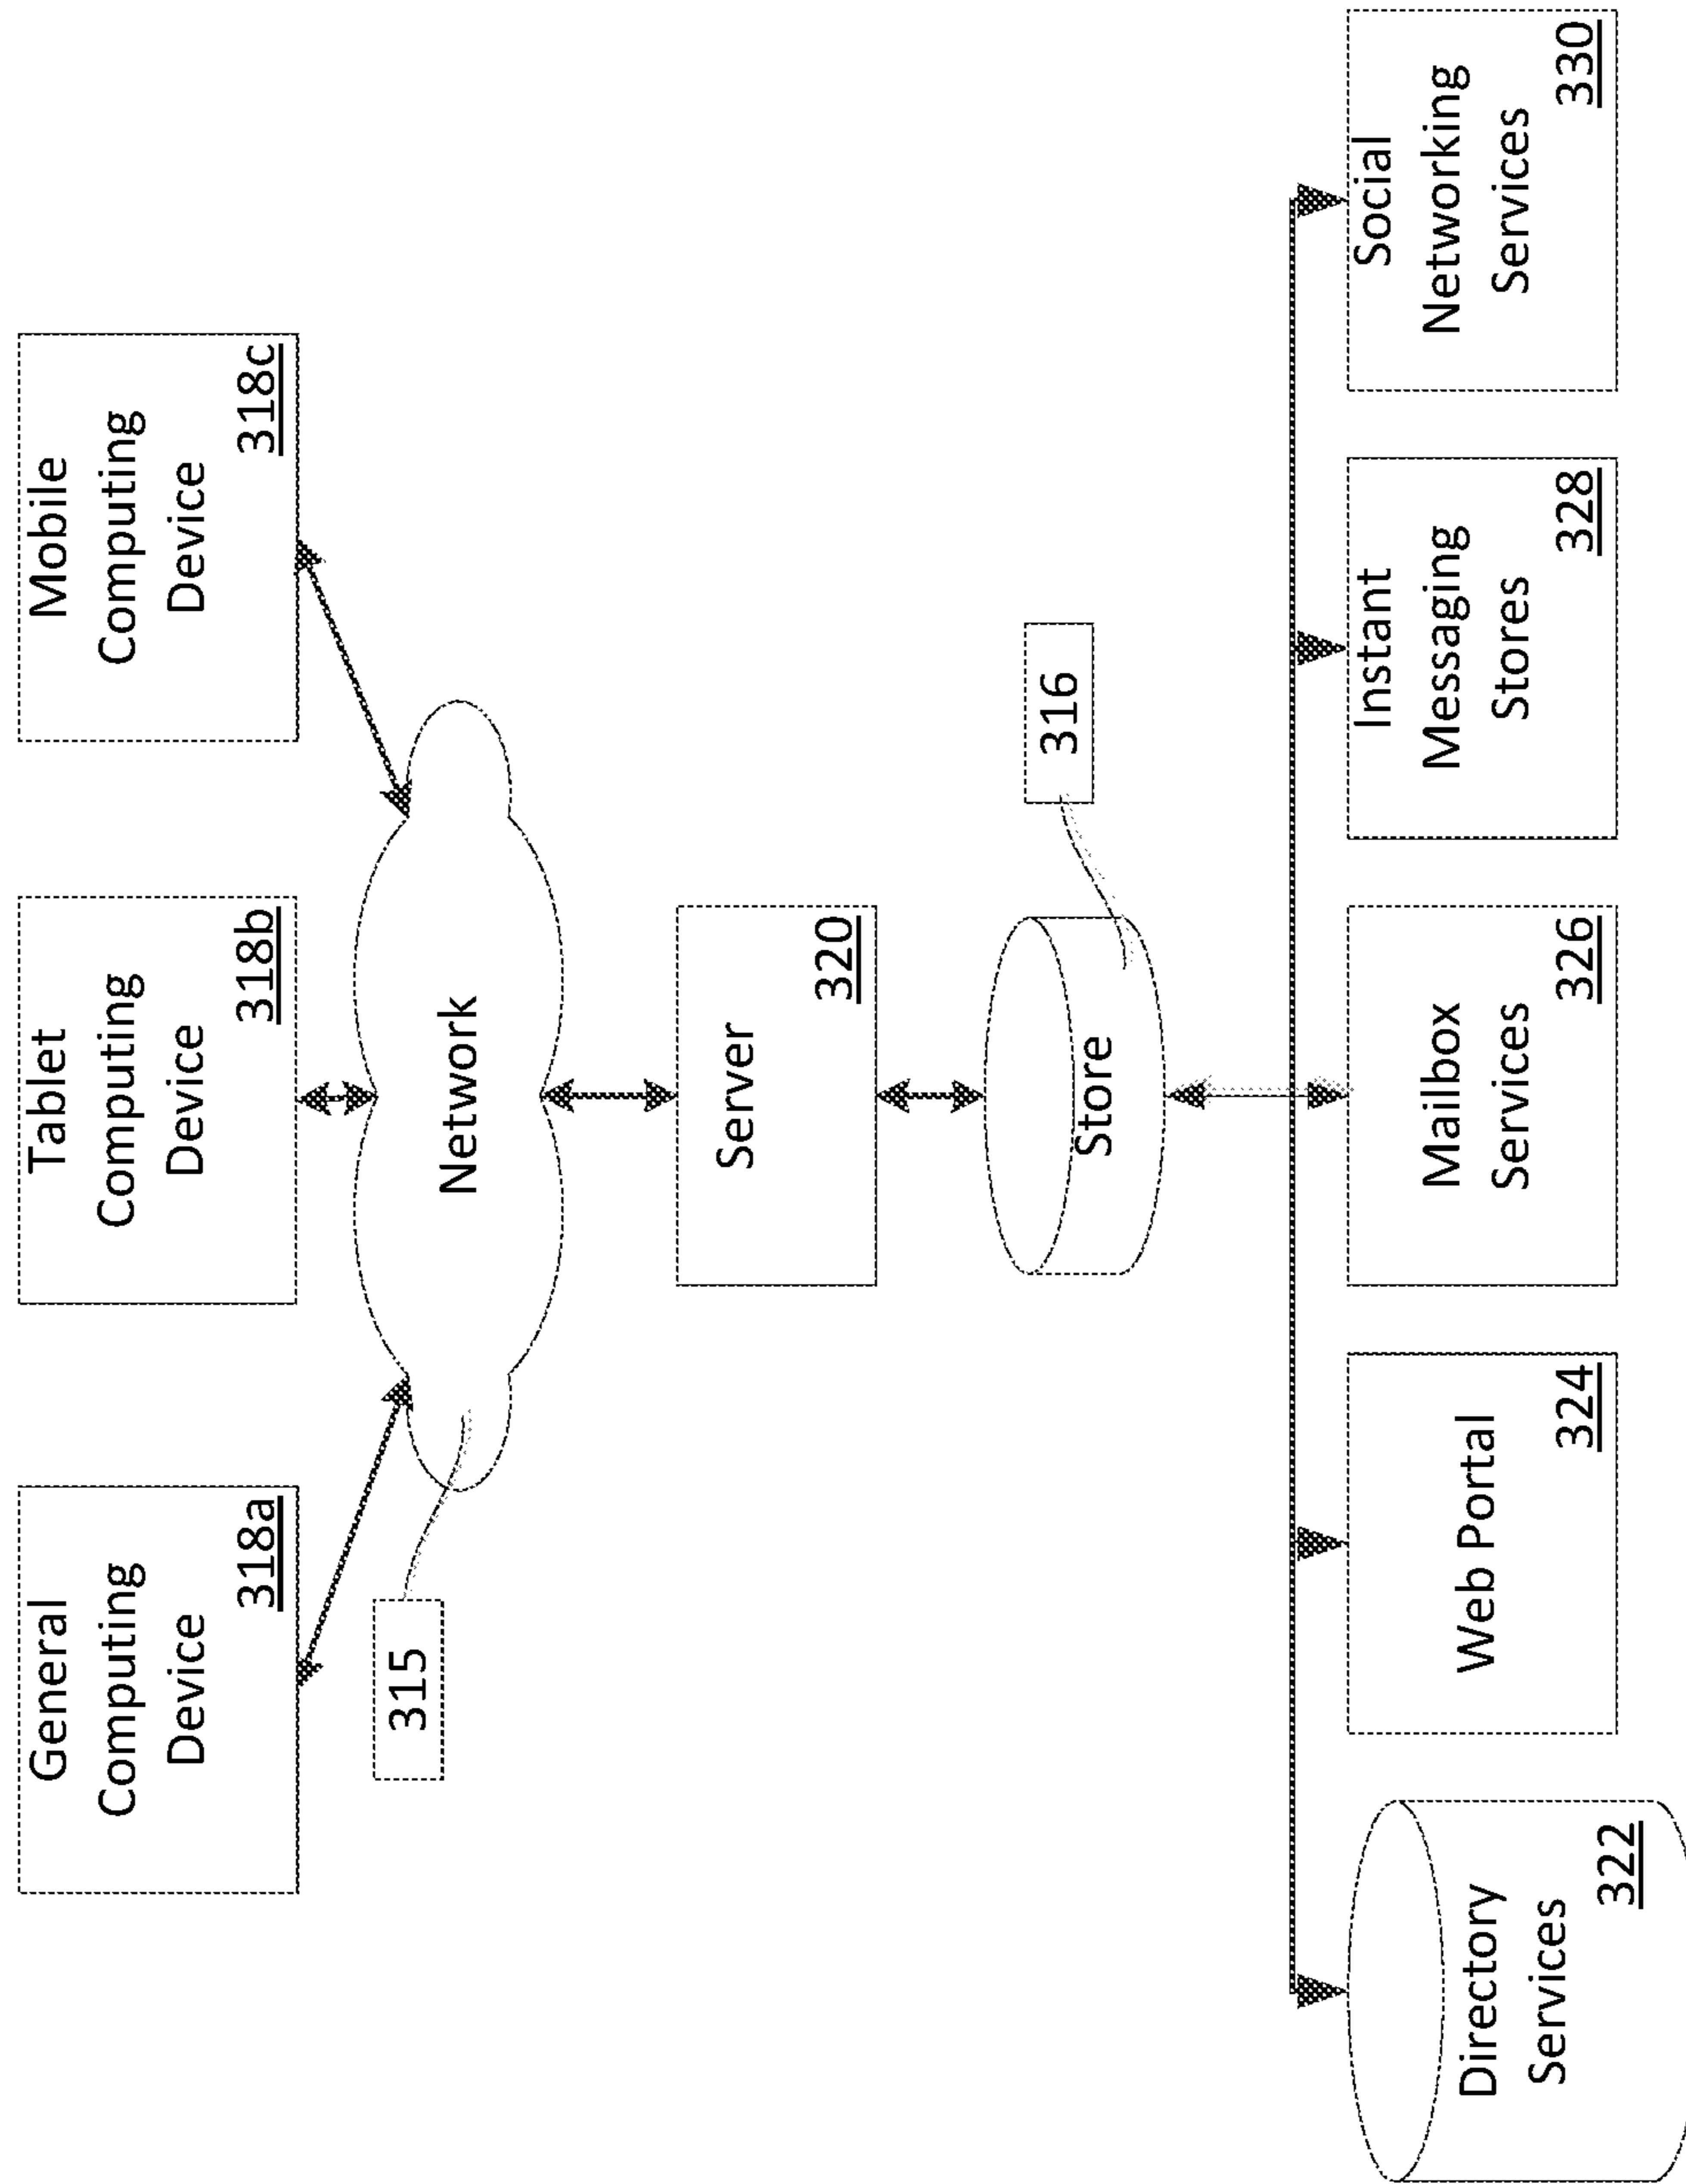 General
Computing
Device
318a
Tablet
Computing
Device
318b
Mobile
Computing
Device
318c
315
Network
Server
320
Store
316
Directory
Services
322
Web Portal
324
Mailbox
Services
326
Instant
Messaging
Stores
328
Social
Networking
Services
330